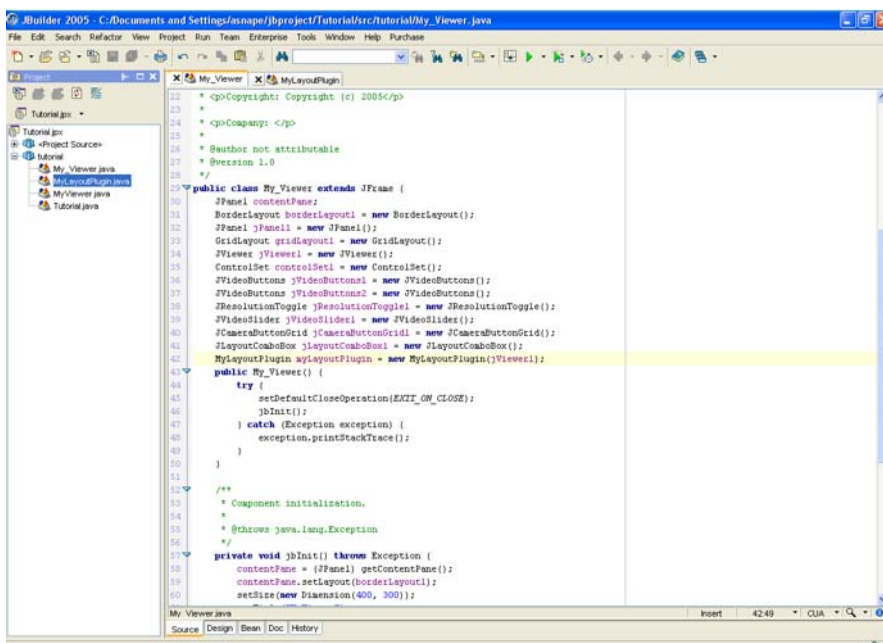 JBuilder 2005 - C:/Documents and Settings/asnape/jbproject/Tutorial/src/tutorial/My_Viewer.java
File Edit Search Refactor View Project Run Team Enterprise Tools Window Help Purchase
Project
My_Viewer
MyLayoutPlugin
Tutorial.jpx
Tutorial.jpx
<Project Source>
tutorial
My_Viewer.java
MyLayoutPlugin.java
MyViewer.java
Tutorial.java
22 * <p>Copyright: Copyright (c) 2005</p>
23 *
24 * <p>Company: </p>
25 *
26 * @author not attributable
27 * @version 1.0
28 */
29 public class My_Viewer extends JFrame {
30 JPanel contentPane;
31 BorderLayout borderLayout1 = new BorderLayout();
32 JPanel jPanel1 = new JPanel();
33 GridLayout gridLayout1 = new GridLayout();
34 JViewer jViewer1 = new JViewer();
35 ControlSet controlSet1 = new ControlSet();
36 JVideoButtons jVideoButtons1 = new JVideoButtons();
37 JVideoButtons jVideoButtons2 = new JVideoButtons();
38 JResolutionToggle jResolutionToggle1 = new JResolutionToggle();
39 JVideoSlider jVideoSlider1 = new JVideoSlider();
40 JCameraButtonGrid jCameraButtonGrid1 = new JCameraButtonGrid();
41 JLayoutComboBox jLayoutComboBox1 = new JLayoutComboBox();
42 MyLayoutPlugin myLayoutPlugin = new MyLayoutPlugin(jViewer1);
43 public My_Viewer() {
44 try {
45 setDefaultCloseOperation(EXIT_ON_CLOSE);
46 jbInit();
47 } catch (Exception exception) {
48 exception.printStackTrace();
49 }
50 }
51
52 /**
53 * Component initialization.
54 *
55 * @throws java.lang.Exception
56 */
57 private void jbInit() throws Exception {
58 contentPane = (JPanel) getContentPane();
59 contentPane.setLayout(borderLayout1);
60 setSize(new Dimension(400, 300));
My_Viewer.java Insert 42:49 CUA
Source Design Bean Doc History